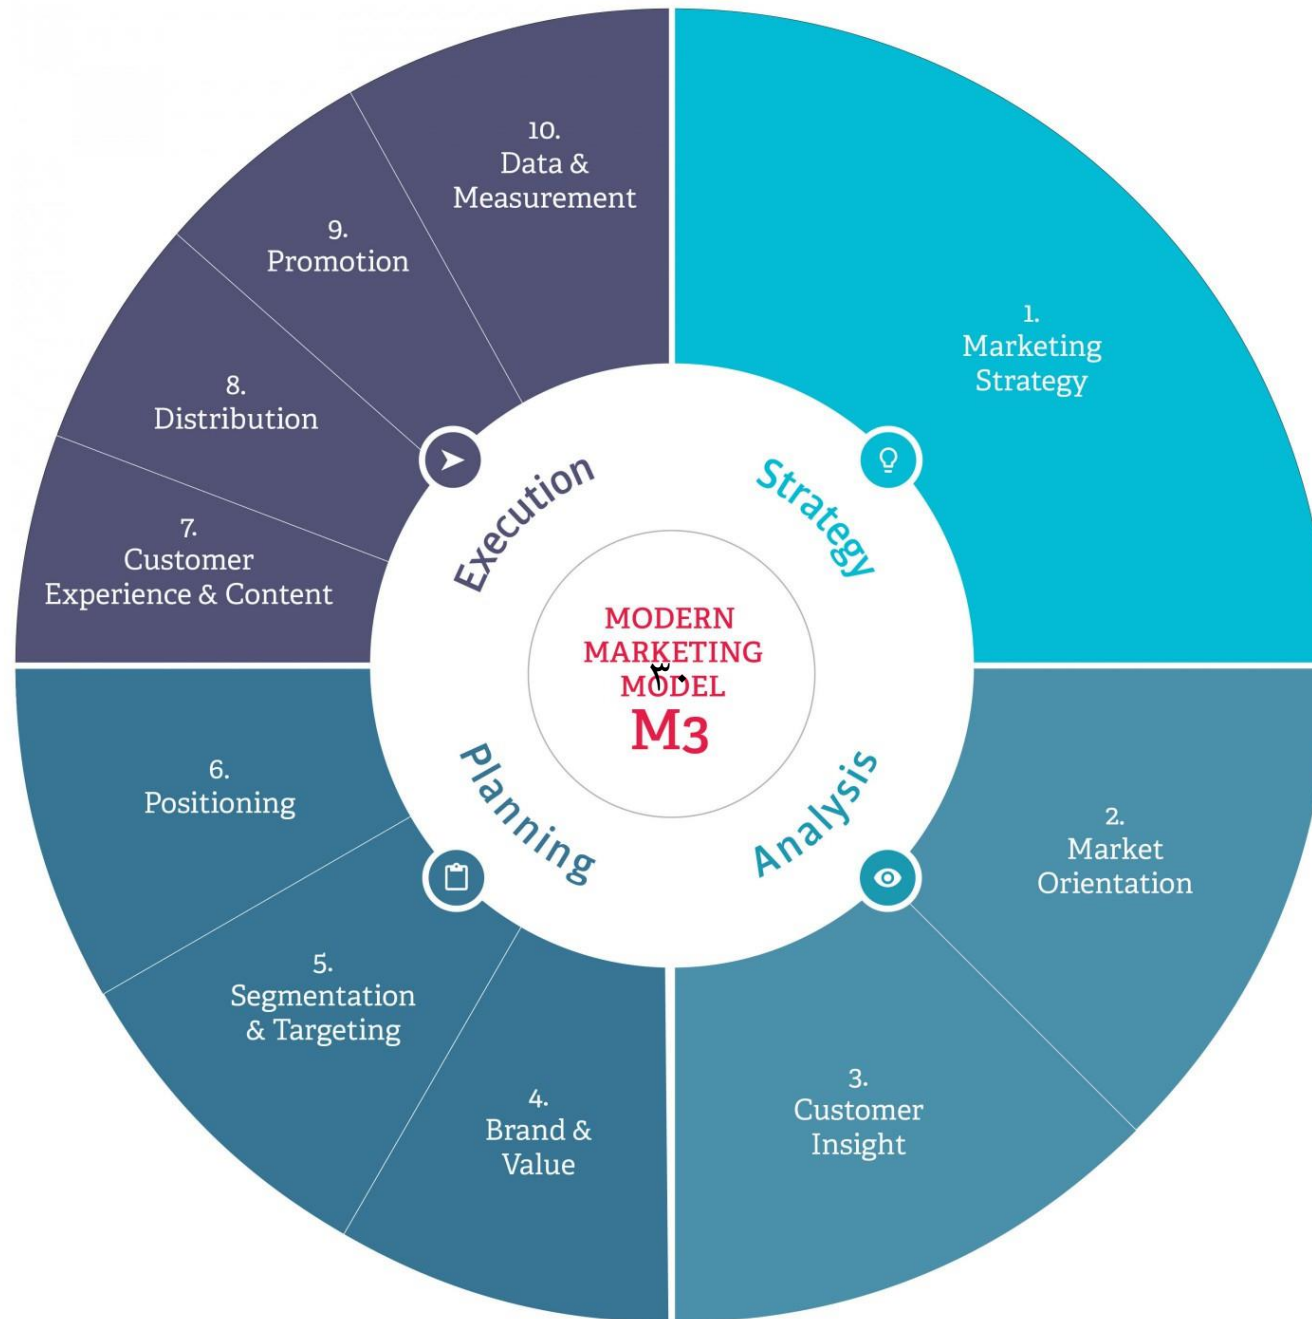 10.
Data &
Measurement
9.
Promotion
8.
Distribution
7.
Customer
Experience & Content
Execution
1.
Marketing
Strategy
Strategy
MODERN
MARKETING
۳۰
MODEL
M3
Planning
Analysis
6.
Positioning
5.
Segmentation
& Targeting
4.
Brand &
Value
2.
Market
Orientation
3.
Customer
Insight